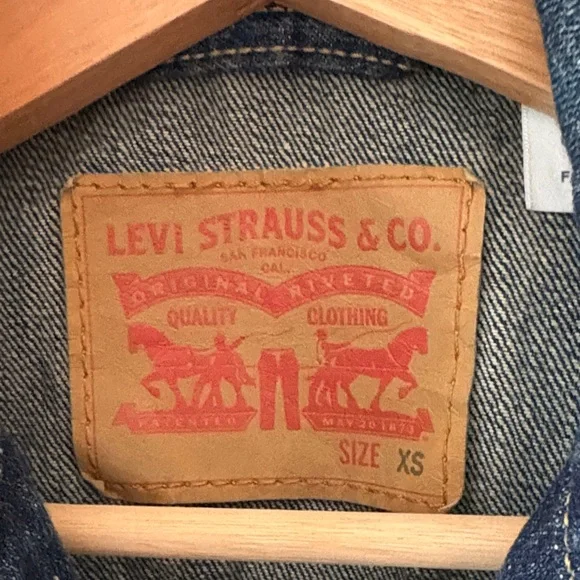 LEVI STRAUSS & CO.
SAN FRANCISCO
CAL.
ORIGINAL RIVETED
QUALITY CLOTHING
PATENTED MAY 20 1873
SIZE XS
F